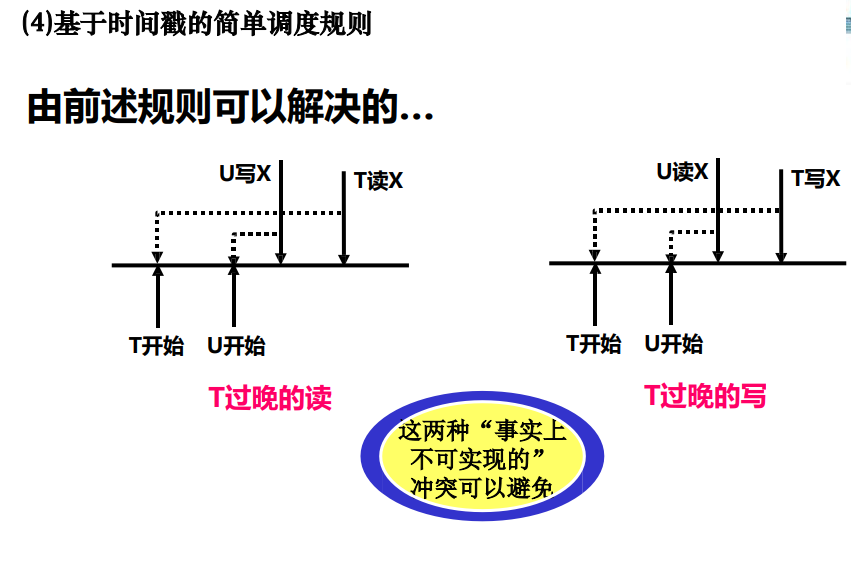 (4)基于时间戳的简单调度规则
由前述规则可以解决的...
U写X
T读X
T开始
U开始
T过晚的读
U读X
T写X
T开始
U开始
T过晚的写
这两种“事实上
不可实现的”
冲突可以避免